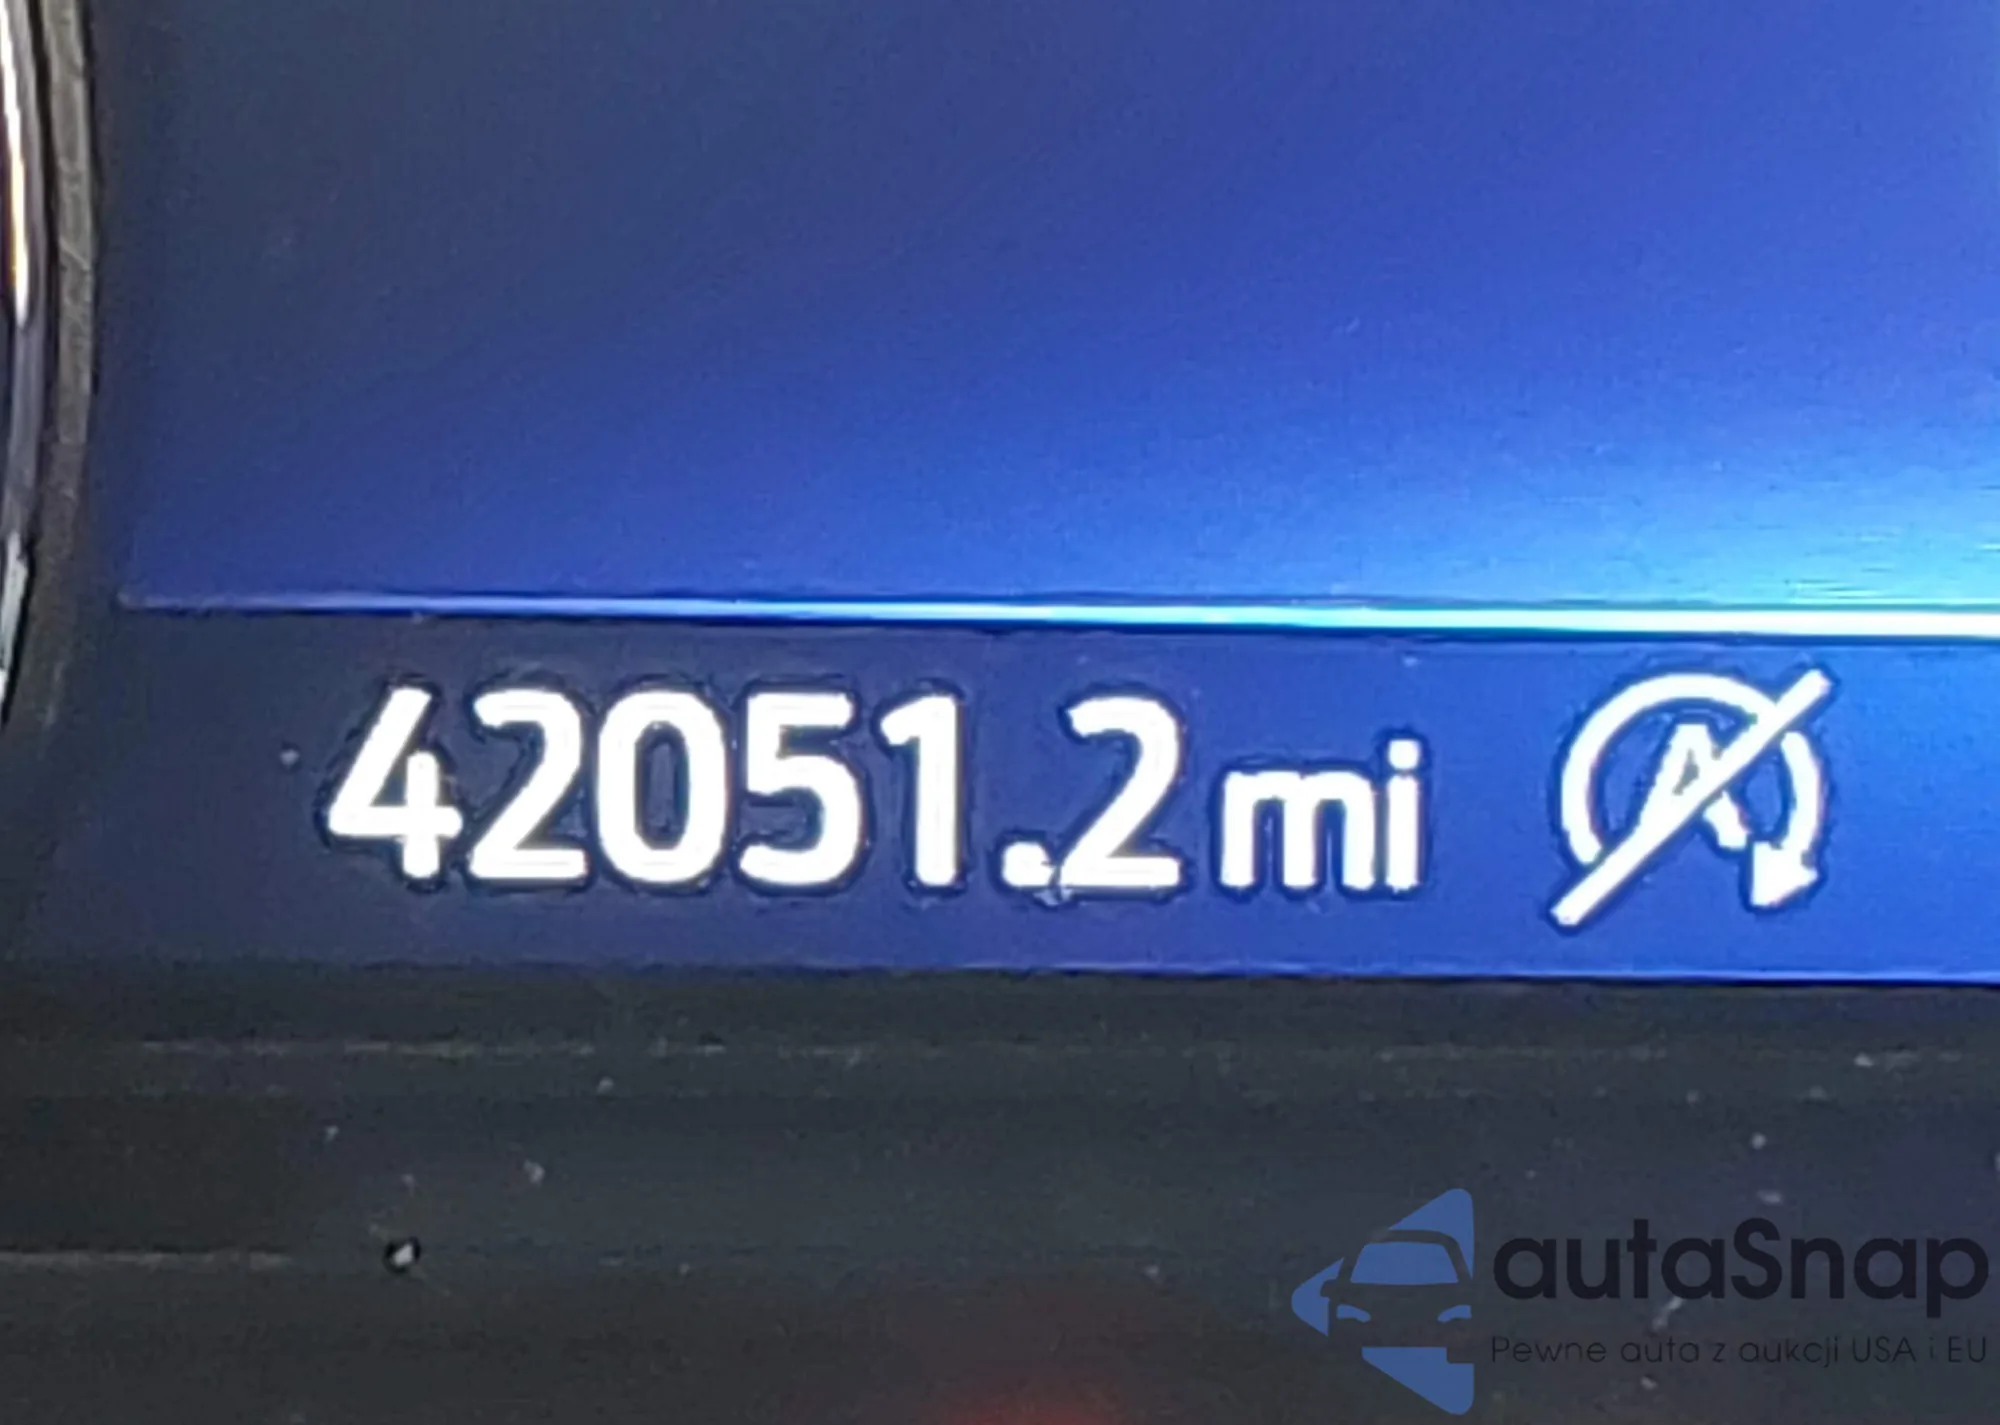 42051.2 mi
autaSnap
Pewne auta z aukcji USA i EU